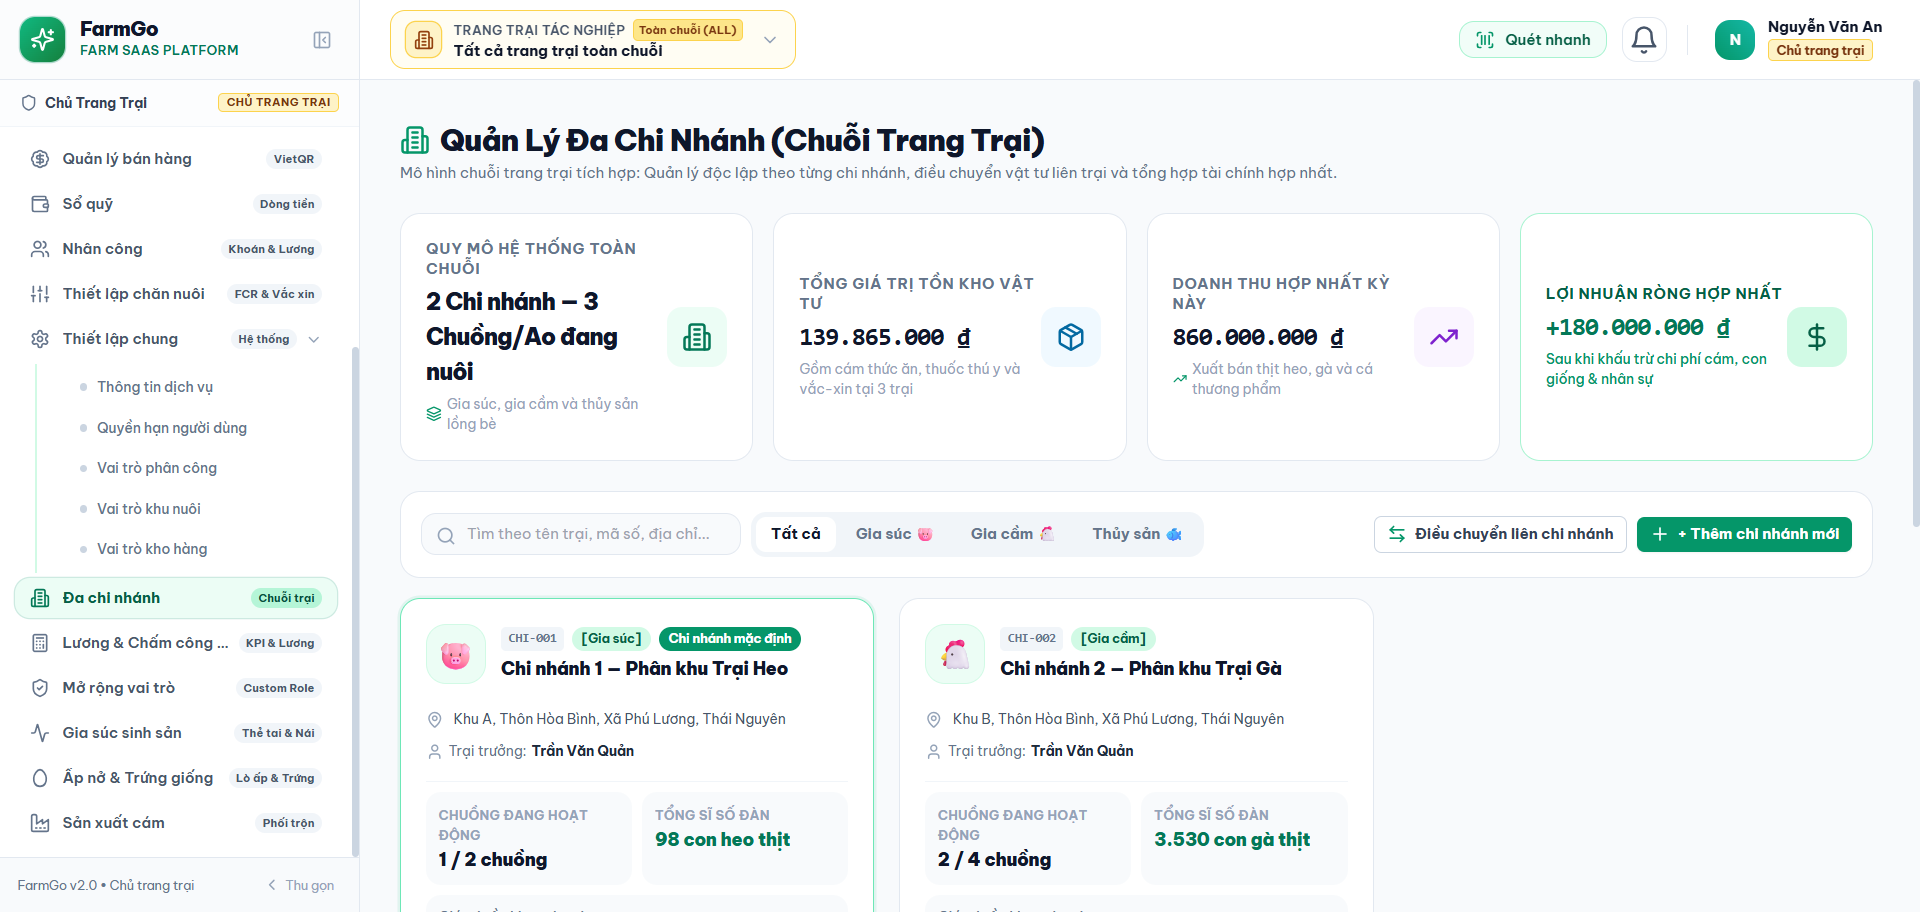 FarmGo
FARM SAAS PLATFORM
Chủ Trang Trại
CHỦ TRANG TRẠI
Quản lý bán hàng
VietQR
Sổ quỹ
Dòng tiền
Nhân công
Khoán & Lương
Thiết lập chăn nuôi
FCR & Vắc xin
Thiết lập chung
Hệ thống
Thông tin dịch vụ
Quyền hạn người dùng
Vai trò phân công
Vai trò khu nuôi
Vai trò kho hàng
Đa chi nhánh
Chuỗi trại
Lương & Chấm công ...
KPI & Lương
Mở rộng vai trò
Custom Role
Gia súc sinh sản
Thẻ tai & Nái
Ấp nở & Trứng giống
Lò ấp & Trứng
Sản xuất cám
Phối trộn
FarmGo v2.0 • Chủ trang trại
Thu gọn
TRANG TRẠI TÁC NGHIỆP
Toàn chuỗi (ALL)
Tất cả trang trại toàn chuỗi
Quét nhanh
N
Nguyễn Văn An
Chủ trang trại
Quản Lý Đa Chi Nhánh (Chuỗi Trang Trại)
Mô hình chuỗi trang trại tích hợp: Quản lý độc lập theo từng chi nhánh, điều chuyển vật tư liên trại và tổng hợp tài chính hợp nhất.
QUY MÔ HỆ THỐNG TOÀN
CHUỖI
2 Chi nhánh — 3
Chuồng/Ao đang
nuôi
Gia súc, gia cầm và thủy sản
lồng bè
TỔNG GIÁ TRỊ TỒN KHO VẬT
TƯ
139.865.000 ₫
Gồm cám thức ăn, thuốc thú y và
vắc-xin tại 3 trại
DOANH THU HỢP NHẤT KỲ
NÀY
860.000.000 ₫
Xuất bán thịt heo, gà và cá
thương phẩm
LỢI NHUẬN RÒNG HỢP NHẤT
+180.000.000 ₫
Sau khi khấu trừ chi phí cám, con
giống & nhân sự
Tìm theo tên trại, mã số, địa chỉ...
Tất cả
Gia súc
Gia cầm
Thủy sản
Điều chuyển liên chi nhánh
+ Thêm chi nhánh mới
CHI-001
[Gia súc]
Chi nhánh mặc định
Chi nhánh 1 — Phân khu Trại Heo
Khu A, Thôn Hòa Bình, Xã Phú Lương, Thái Nguyên
Trại trưởng: Trần Văn Quản
CHUỒNG ĐANG HOẠT
ĐỘNG
1 / 2 chuồng
TỔNG SĨ SỐ ĐÀN
98 con heo thịt
CHI-002
[Gia cầm]
Chi nhánh 2 — Phân khu Trại Gà
Khu B, Thôn Hòa Bình, Xã Phú Lương, Thái Nguyên
Trại trưởng: Trần Văn Quản
CHUỒNG ĐANG HOẠT
ĐỘNG
2 / 4 chuồng
TỔNG SĨ SỐ ĐÀN
3.530 con gà thịt